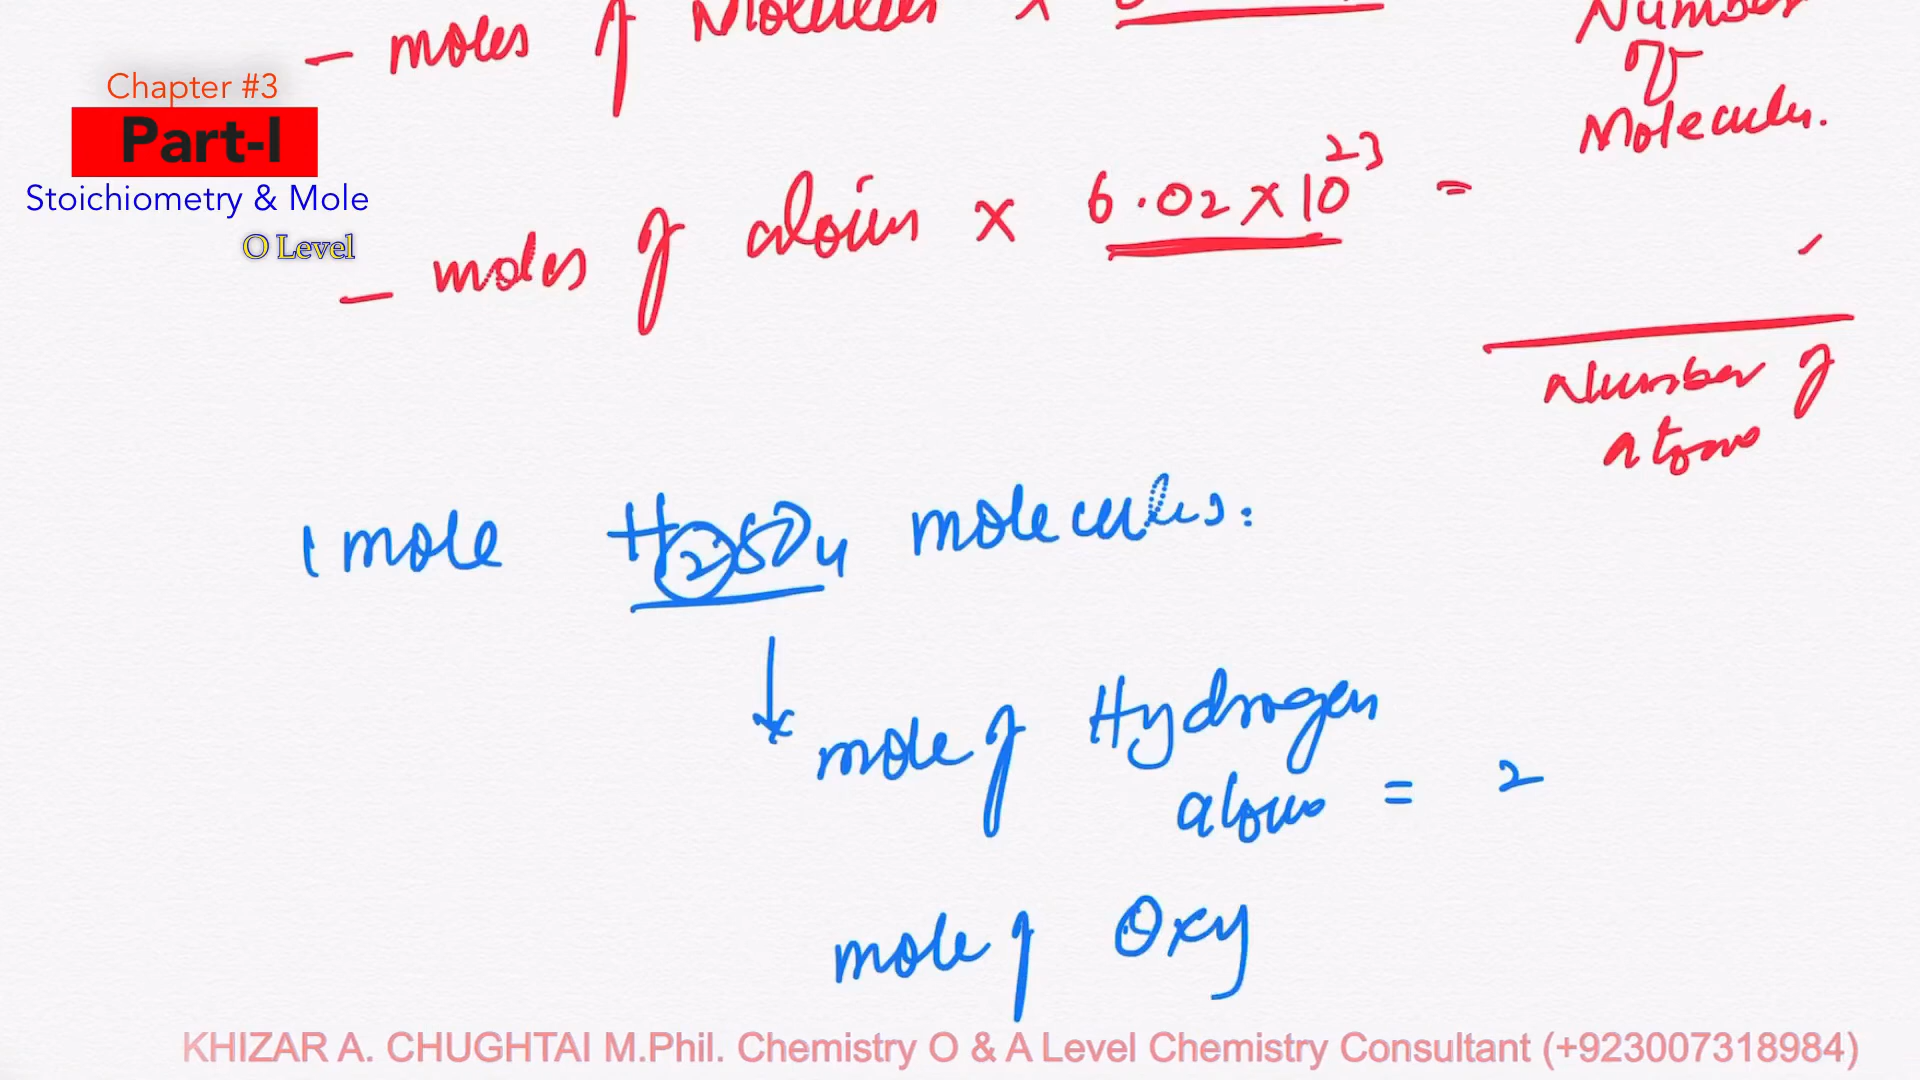 - moles of Molecules ×
Number
of
Molecules.
Chapter #3
Part-I
Stoichiometry & Mole
O Level
- moles of atoms × 6.02 × 10²³ =
Number of
atoms
1 mole H₂SO₄ molecules:
mole of Hydrogen
atoms = 2
mole of Oxy
KHIZAR A. CHUGHTAI M.Phil. Chemistry O & A Level Chemistry Consultant (+923007318984)